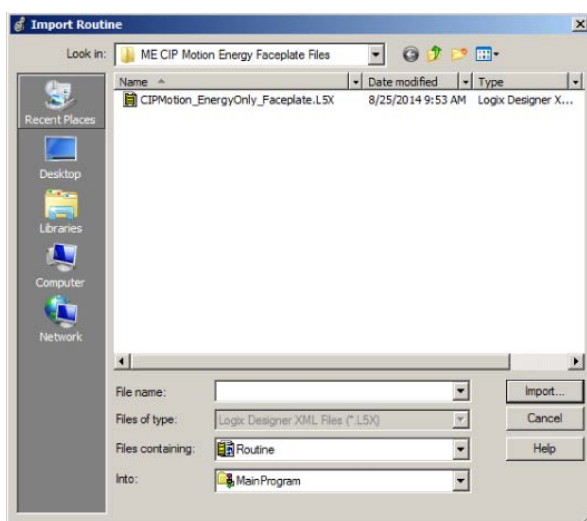 Import Routine
Look in: ME CIP Motion Energy Faceplate Files
Name Date modified Type
CIPMotion_EnergyOnly_Faceplate.L5X 8/25/2014 9:53 AM Logix Designer X...
Recent Places
Desktop
Libraries
Computer
Network
File name: Import...
Files of type: Logix Designer XML Files (*.L5X) Cancel
Files containing: Routine Help
Into: MainProgram